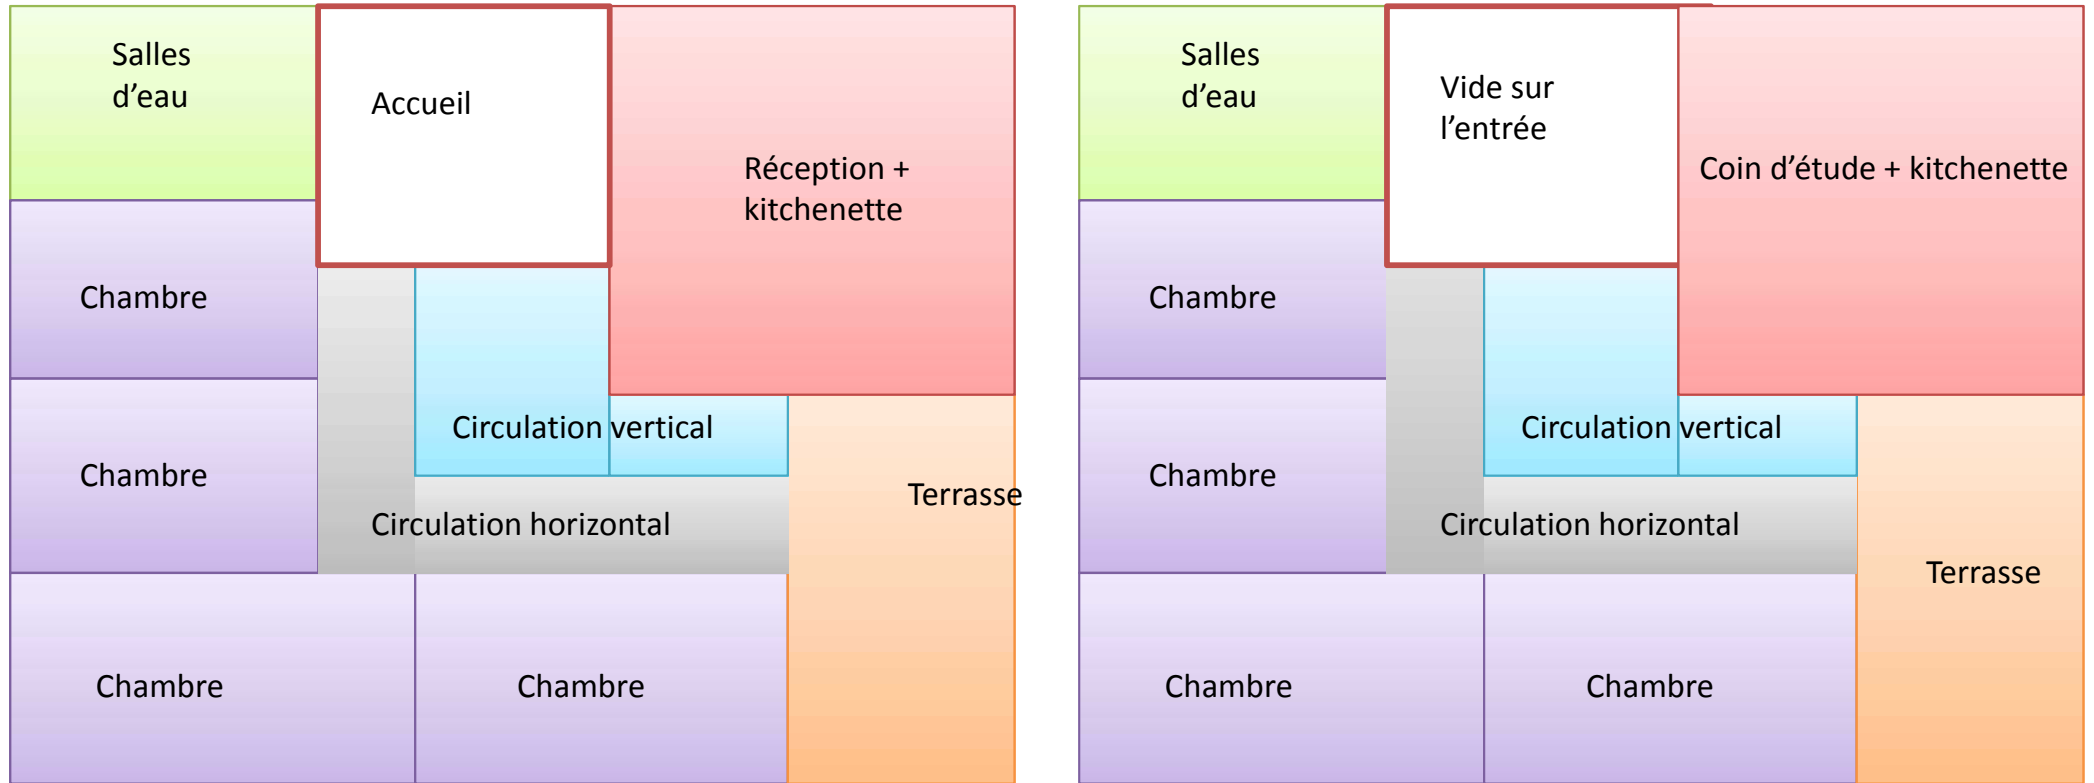 Salles
d’eau
Accueil
Réception +
kitchenette
Chambre
Chambre
Circulation vertical
Terrasse
Circulation horizontal
Chambre
Chambre
Salles
d’eau
Vide sur
l’entrée
Coin d’étude + kitchenette
Chambre
Circulation vertical
Chambre
Circulation horizontal
Terrasse
Chambre
Chambre